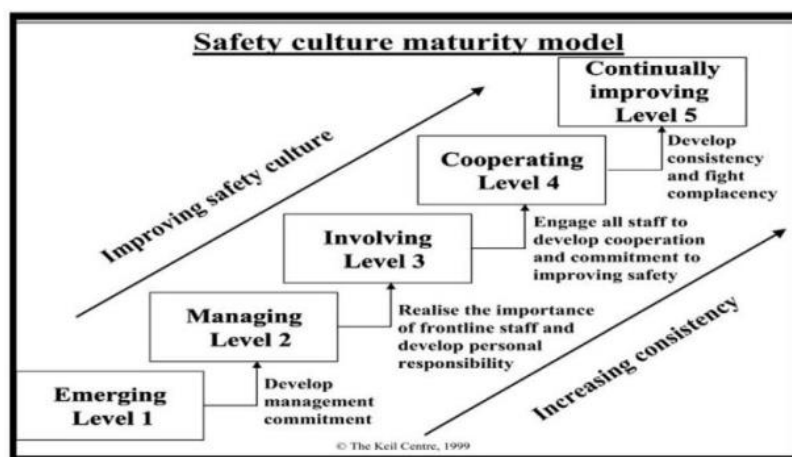 Safety culture maturity model
Continually
improving
Level 5
Develop
consistency
and fight
complacency
Improving safety culture
Cooperating
Level 4
Engage all staff to
develop cooperation
and commitment to
improving safety
Involving
Level 3
Realise the importance
of frontline staff and
develop personal
responsibility
Increasing consistency
Managing
Level 2
Develop
management
commitment
Emerging
Level 1
© The Keil Centre, 1999